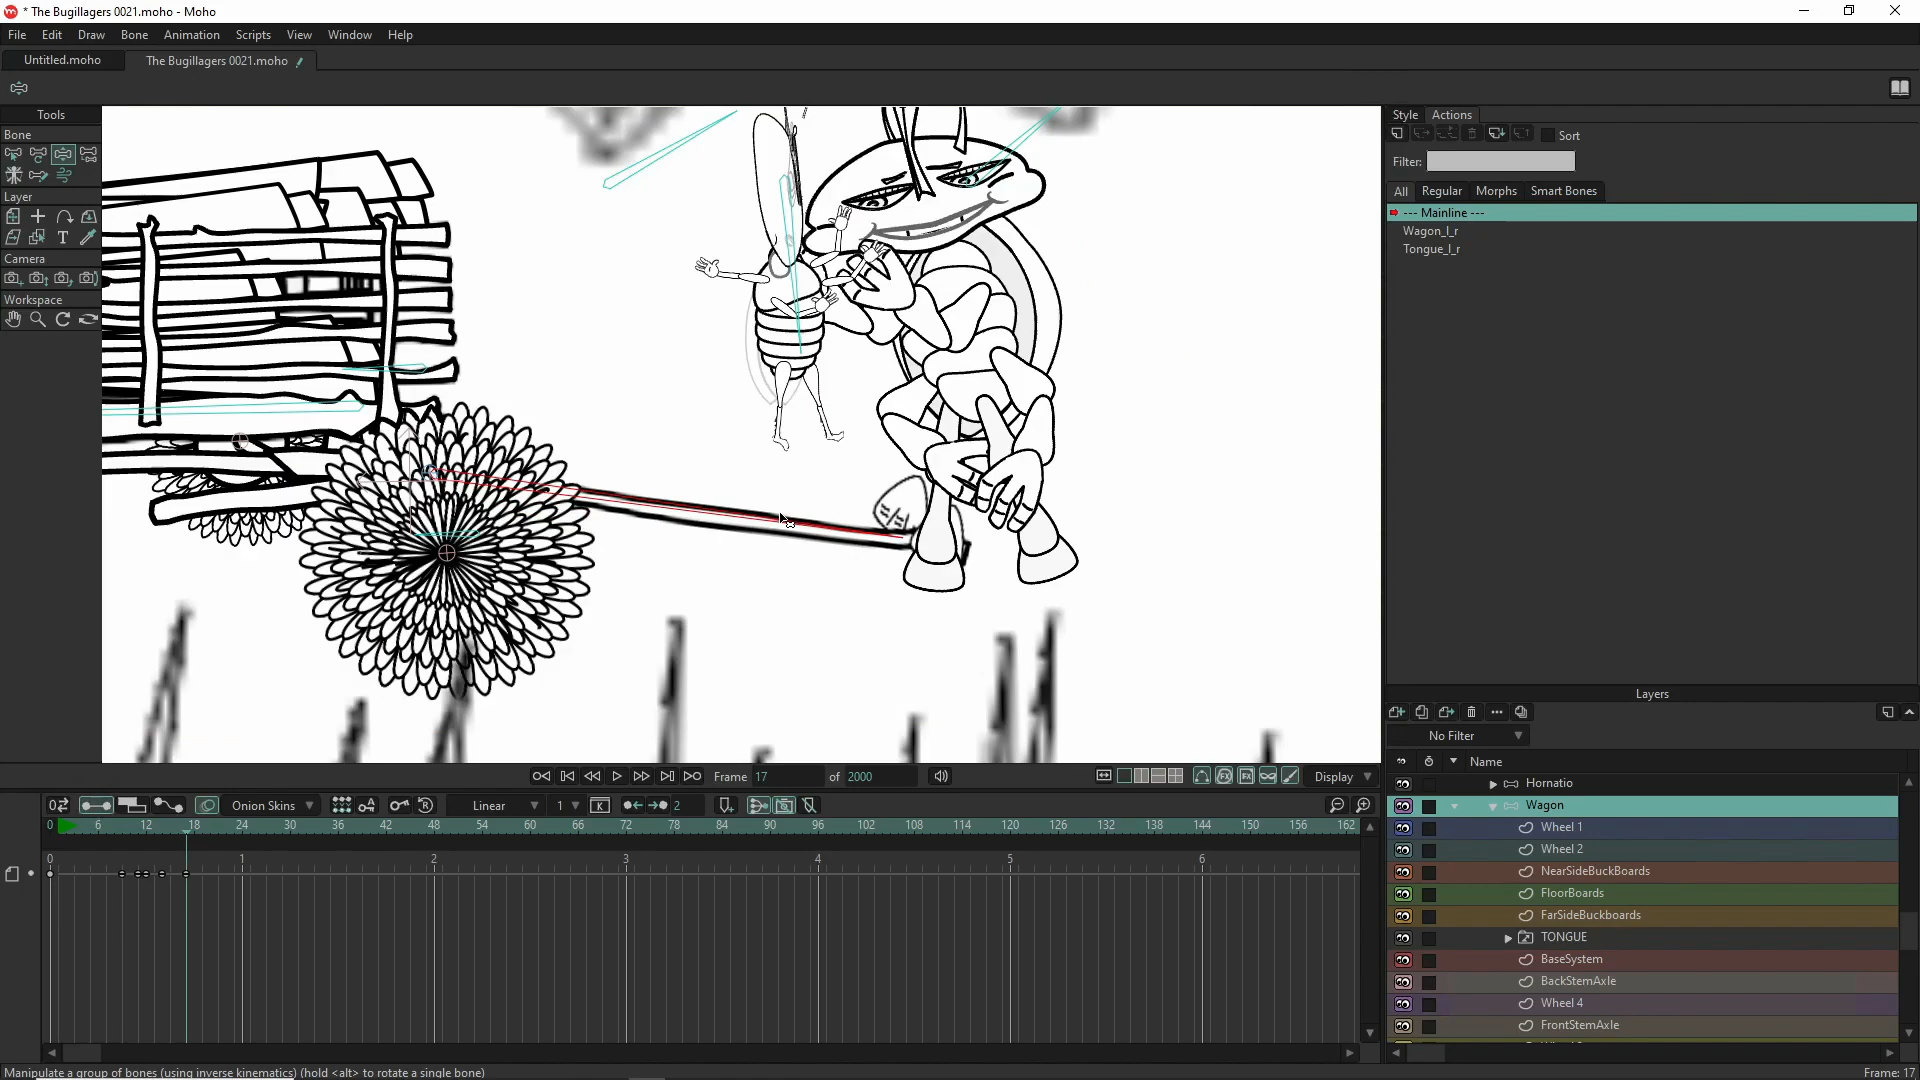 * The Bugillagers 0021.moho - Moho
File Edit Draw Bone Animation Scripts View Window Help
Untitled.moho The Bugillagers 0021.moho
Tools
Bone
Layer
Camera
Workspace
Style Actions
Sort
Filter:
All Regular Morphs Smart Bones
--- Mainline ---
Wagon_l_r
Tongue_l_r
Layers
No Filter
Name
Hornatio
Wagon
Wheel 1
Wheel 2
NearSideBuckBoards
FloorBoards
FarSideBuckboards
TONGUE
BaseSystem
BackStemAxle
Wheel 4
FrontStemAxle
Frame 17 of 2000 Display
Onion Skins Linear 1 2
0 6 12 18 24 30 36 42 48 54 60 66 72 78 84 90 96 102 108 114 120 126 132 138 144 150 156 162
0 1 2 3 4 5 6
Manipulate a group of bones (using inverse kinematics) (hold <alt> to rotate a single bone) Frame: 17